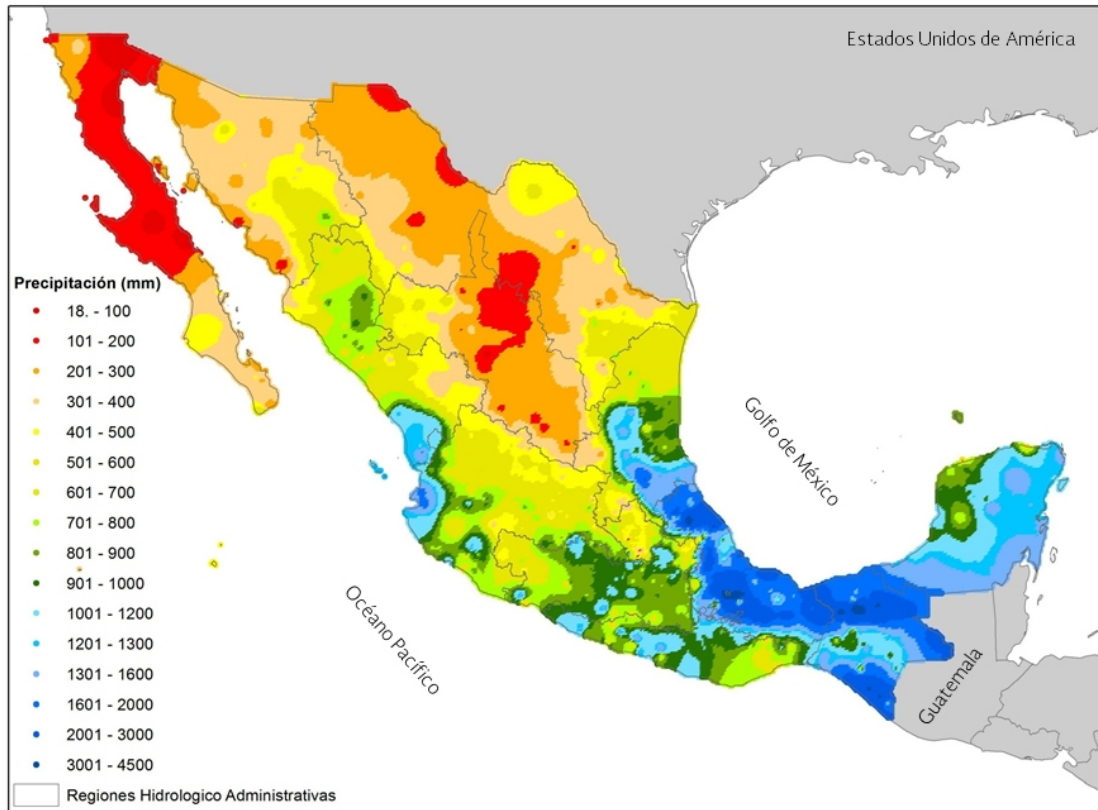 Estados Unidos de América
Precipitación (mm)
18. - 100
101 - 200
201 - 300
301 - 400
401 - 500
501 - 600
601 - 700
701 - 800
801 - 900
901 - 1000
1001 - 1200
1201 - 1300
1301 - 1600
1601 - 2000
2001 - 3000
3001 - 4500
Regiones Hidrologico Administrativas
Golfo de México
Océano Pacífico
Guatemala